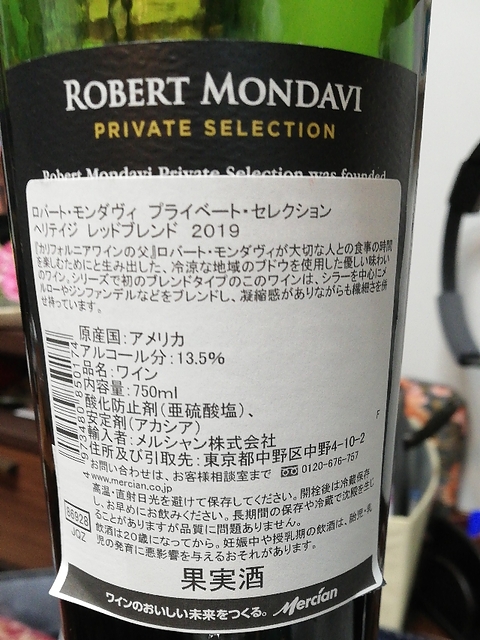 ROBERT MONDAVI
PRIVATE SELECTION
Robert Mondavi Private Selection was founded
ロバート・モンダヴィ プライベート・セレクション
ヘリテイジ レッドブレンド 2019
『カリフォルニアワインの父』ロバート・モンダヴィが大切な人との食事の時間
を楽しむためにと生み出した、冷涼な地域のブドウを使用した優しい味わい
のワイン。シリーズで初のブレンドタイプのこのワインは、シラーを中心にメ
ルローやジンファンデルなどをブレンドし、凝縮感がありながらも繊細さを併
せ持っています。
原産国:アメリカ
アルコール分:13.5%
品名:ワイン
内容量:750ml
酸化防止剤(亜硫酸塩)、
安定剤(アカシア)
輸入者:メルシャン株式会社
住所及び引取先:東京都中野区中野4-10-2
お問い合わせは、お客様相談室まで 0120-676-757
www.mercian.co.jp
高温・直射日光を避けて保存してください。開栓後は冷蔵保存
し、お早めにお飲みください。長期間の保存や冷蔵で沈殿を生じ
ることがありますが品質に問題ありません。
飲酒は20歳になってから。妊娠中や授乳期の飲酒は、胎児・乳
児の発育に悪影響を与えるおそれがあります。
4 973480 850174
F
86928
JQZ
果実酒
ワインのおいしい未来をつくる。 Mercian